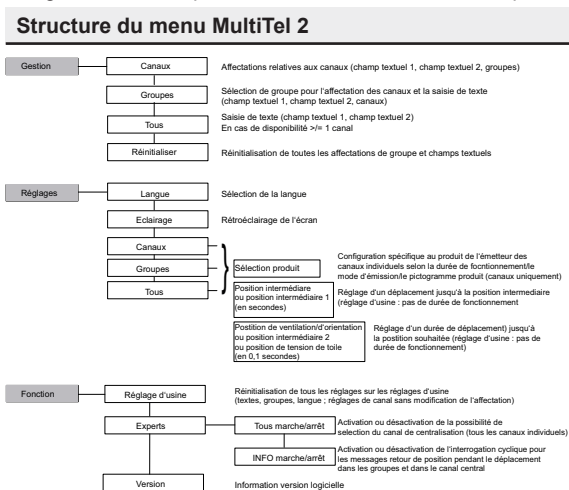 Structure du menu MultiTel 2
Gestion
Canaux
Affectations relatives aux canaux (champ textuel 1, champ textuel 2, groupes)
Groupes
Sélection de groupe pour l'affectation des canaux et la saisie de texte
(champ textuel 1, champ textuel 2, canaux)
Tous
Saisie de texte (champ textuel 1, champ textuel 2)
En cas de disponibilité >/= 1 canal
Réinitialiser
Réinitialisation de toutes les affectations de groupe et champs textuels
Réglages
Langue
Sélection de la langue
Eclairage
Rétroéclairage de l'écran
Canaux
Groupes
Tous
Sélection produit
Configuration spécifique au produit de l'émetteur des
canaux individuels selon la durée de focntionnement/le
mode d'émission/le pictogramme produit (canaux uniquement)
Position intermédiare
ou position intermédiaire 1
(en secondes)
Réglage d'un déplacement jusqu'à la position intermediaire
(réglage d'usine : pas de durée de fonctionnement
Postition de ventilation/d'orientation
ou position intermédiaire 2
ou position de tension de toile
(en 0,1 secondes)
Réglage d'un durée de déplacement) jusqu'à
la postition souhaitée (réglage d'usine : pas de
durée de fonctionnement)
Fonction
Réglage d'usine
Réinitialisation de tous les réglages sur les réglages d'usine
(textes, groupes, langue ; réglages de canal sans modification de l'affectation)
Experts
Tous marche/arrêt
Activation ou désactivation de la possibilité de
selection du canal de centralisation (tous les canaux individuels)
INFO marche/arrêt
Activation ou désactivation de l'interrogation cyclique pour
les messages retour de position pendant le déplacement
dans les groupes et dans le canal central
Version
Information version logicielle